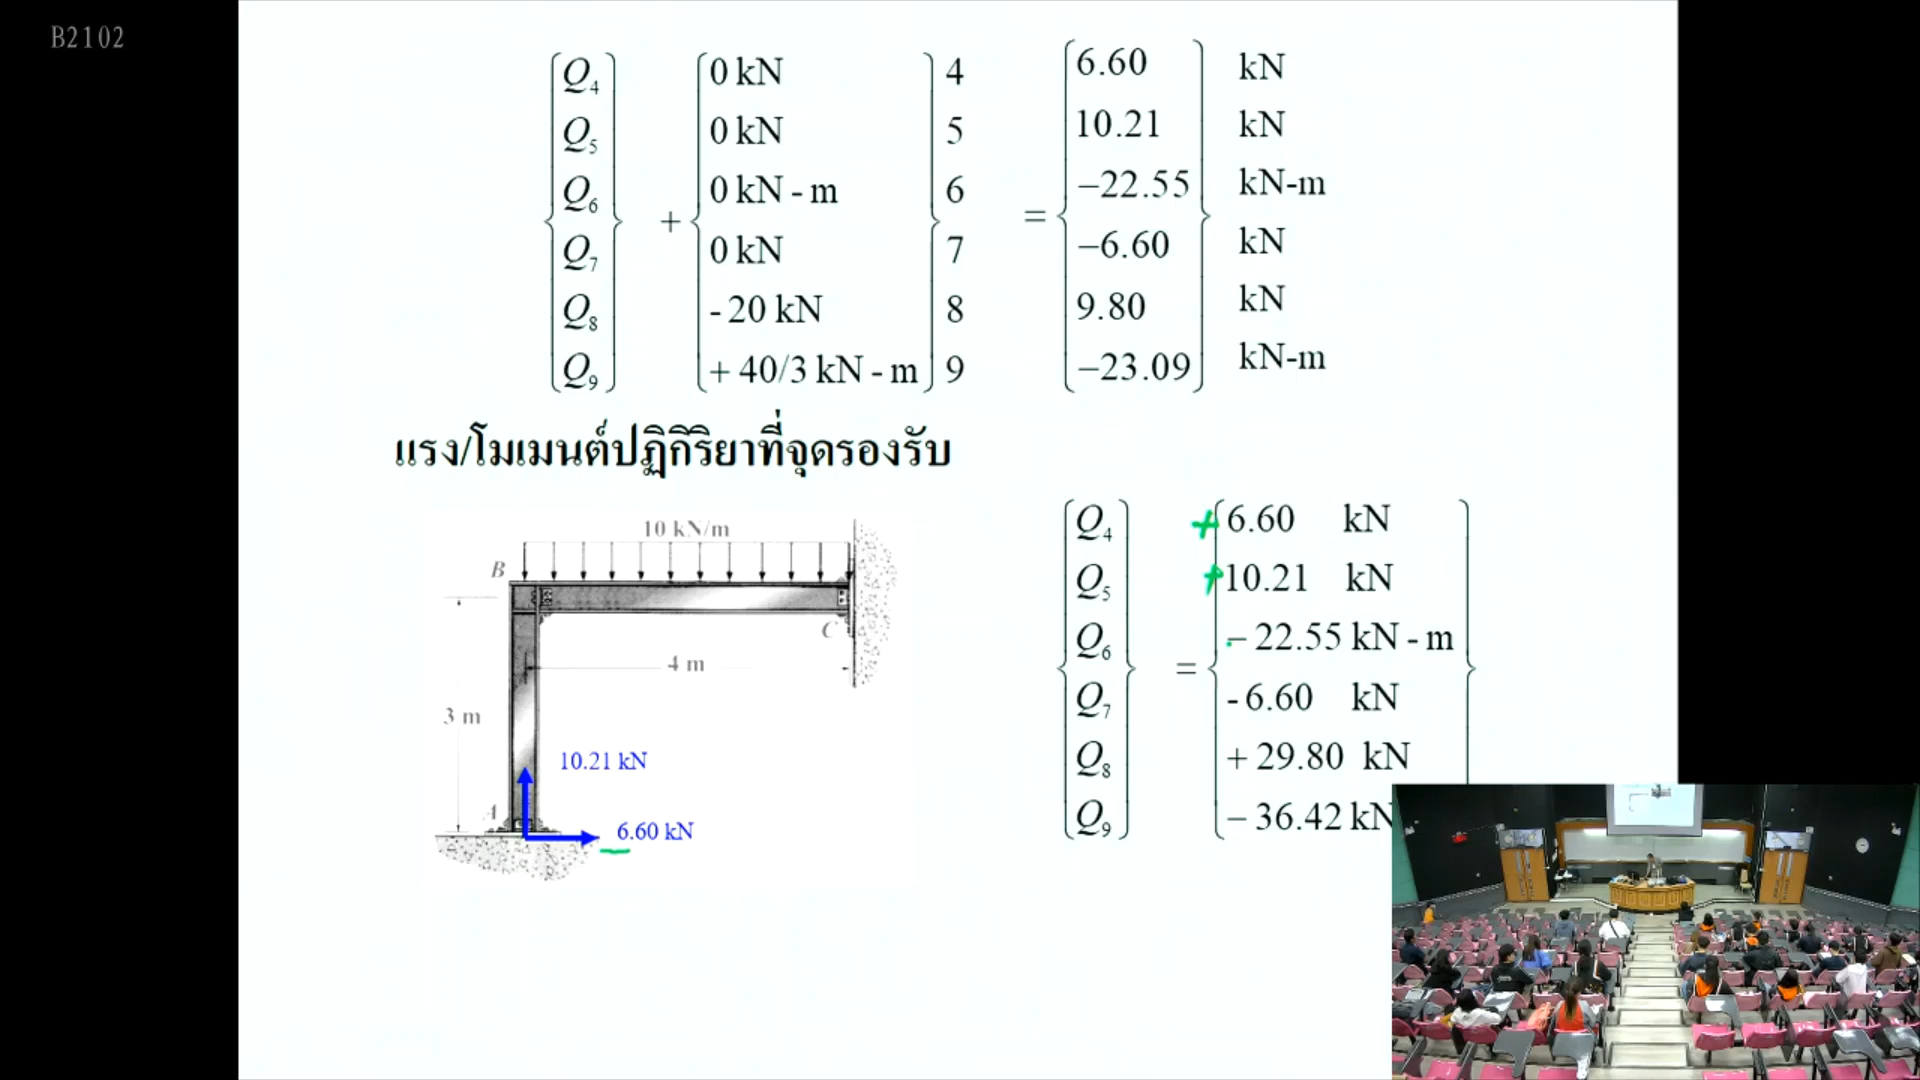 B2102
Q4 + 0 kN 4 = 6.60 kN
Q5 0 kN 5 10.21 kN
Q6 0 kN - m 6 −22.55 kN-m
Q7 0 kN 7 −6.60 kN
Q8 - 20 kN 8 9.80 kN
Q9 + 40/3 kN - m 9 −23.09 kN-m
แรง/โมเมนต์ปฏิกิริยาที่จุดรองรับ
10 kN/m
B
C
4 m
3 m
10.21 kN
A
6.60 kN
Q4 = + 6.60 kN
Q5 + 10.21 kN
Q6 − 22.55 kN - m
Q7 - 6.60 kN
Q8 + 29.80 kN
Q9 − 36.42 kN